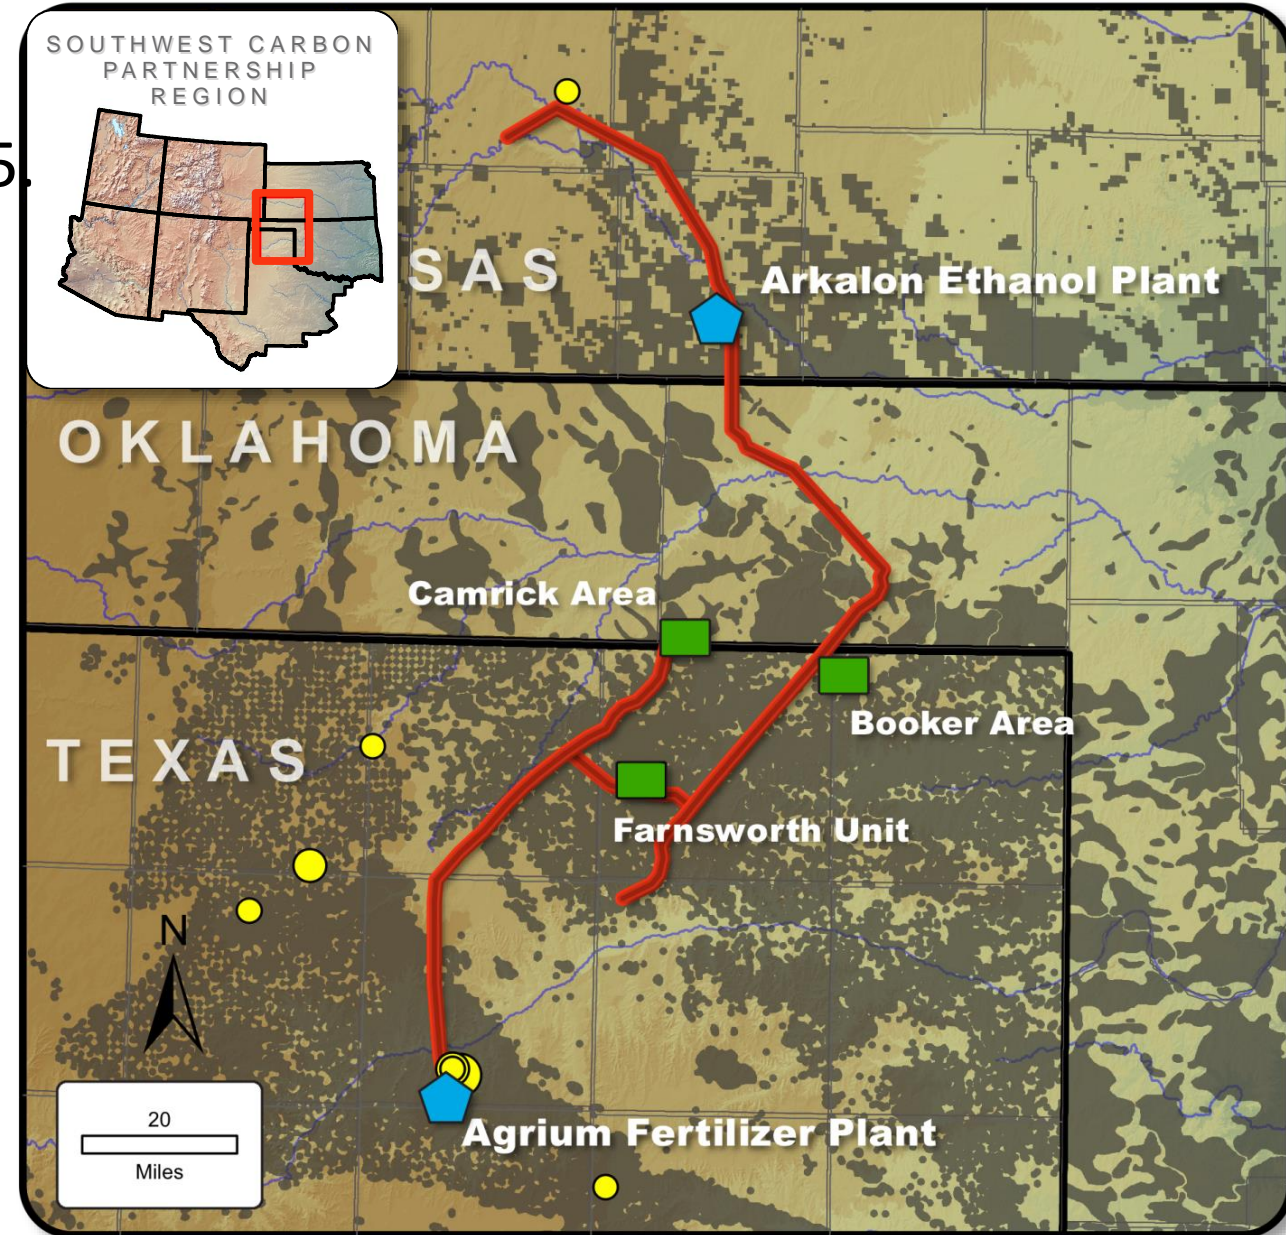 SOUTHWEST CARBON
PARTNERSHIP
REGION
5.
SAS
Arkalon Ethanol Plant
OKLAHOMA
Camrick Area
Booker Area
TEXAS
Farnsworth Unit
N
20
Miles
Agrium Fertilizer Plant